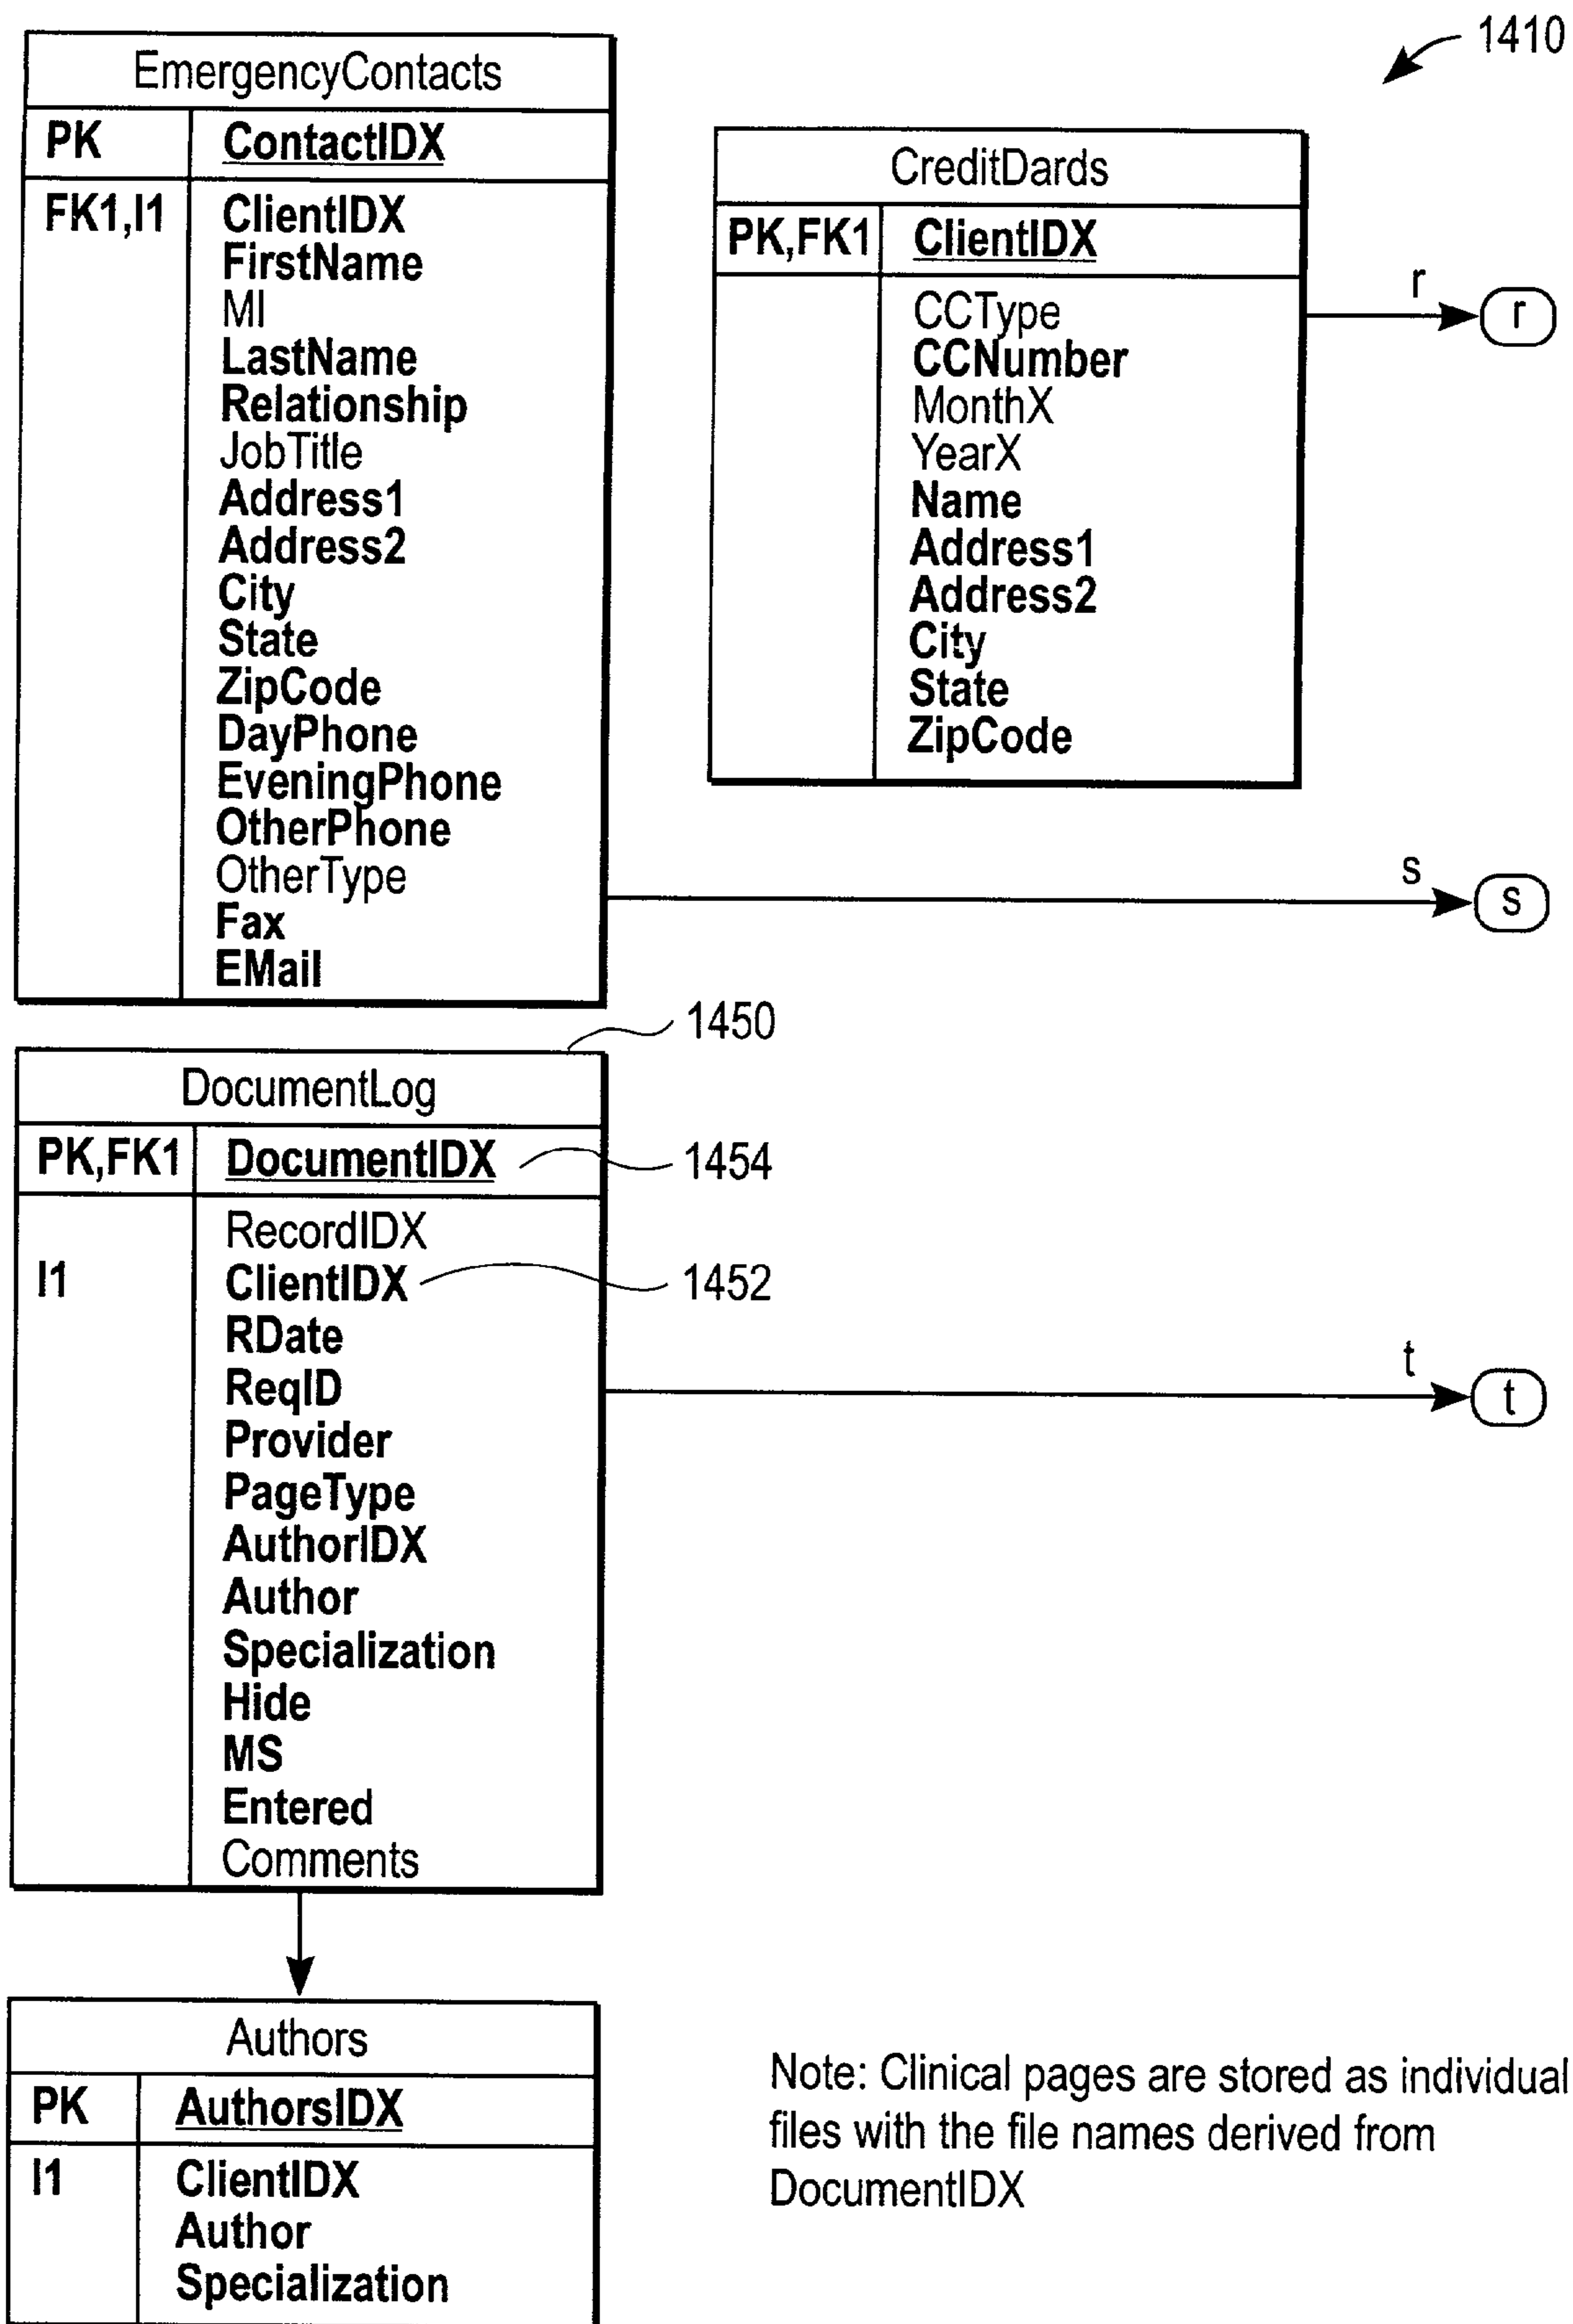 1410
EmergencyContacts
PK ContactIDX
FK1,I1 ClientIDX
FirstName
MI
LastName
Relationship
JobTitle
Address1
Address2
City
State
ZipCode
DayPhone
EveningPhone
OtherPhone
OtherType
Fax
EMail
CreditDards
PK,FK1 ClientIDX
CCType
CCNumber
MonthX
YearX
Name
Address1
Address2
City
State
ZipCode
r
r
s
s
1450
DocumentLog
PK,FK1 DocumentIDX 1454
RecordIDX
I1 ClientIDX 1452
RDate
ReqID
Provider
PageType
AuthorIDX
Author
Specialization
Hide
MS
Entered
Comments
t
t
Authors
PK AuthorsIDX
I1 ClientIDX
Author
Specialization
Note: Clinical pages are stored as individual
files with the file names derived from
DocumentIDX